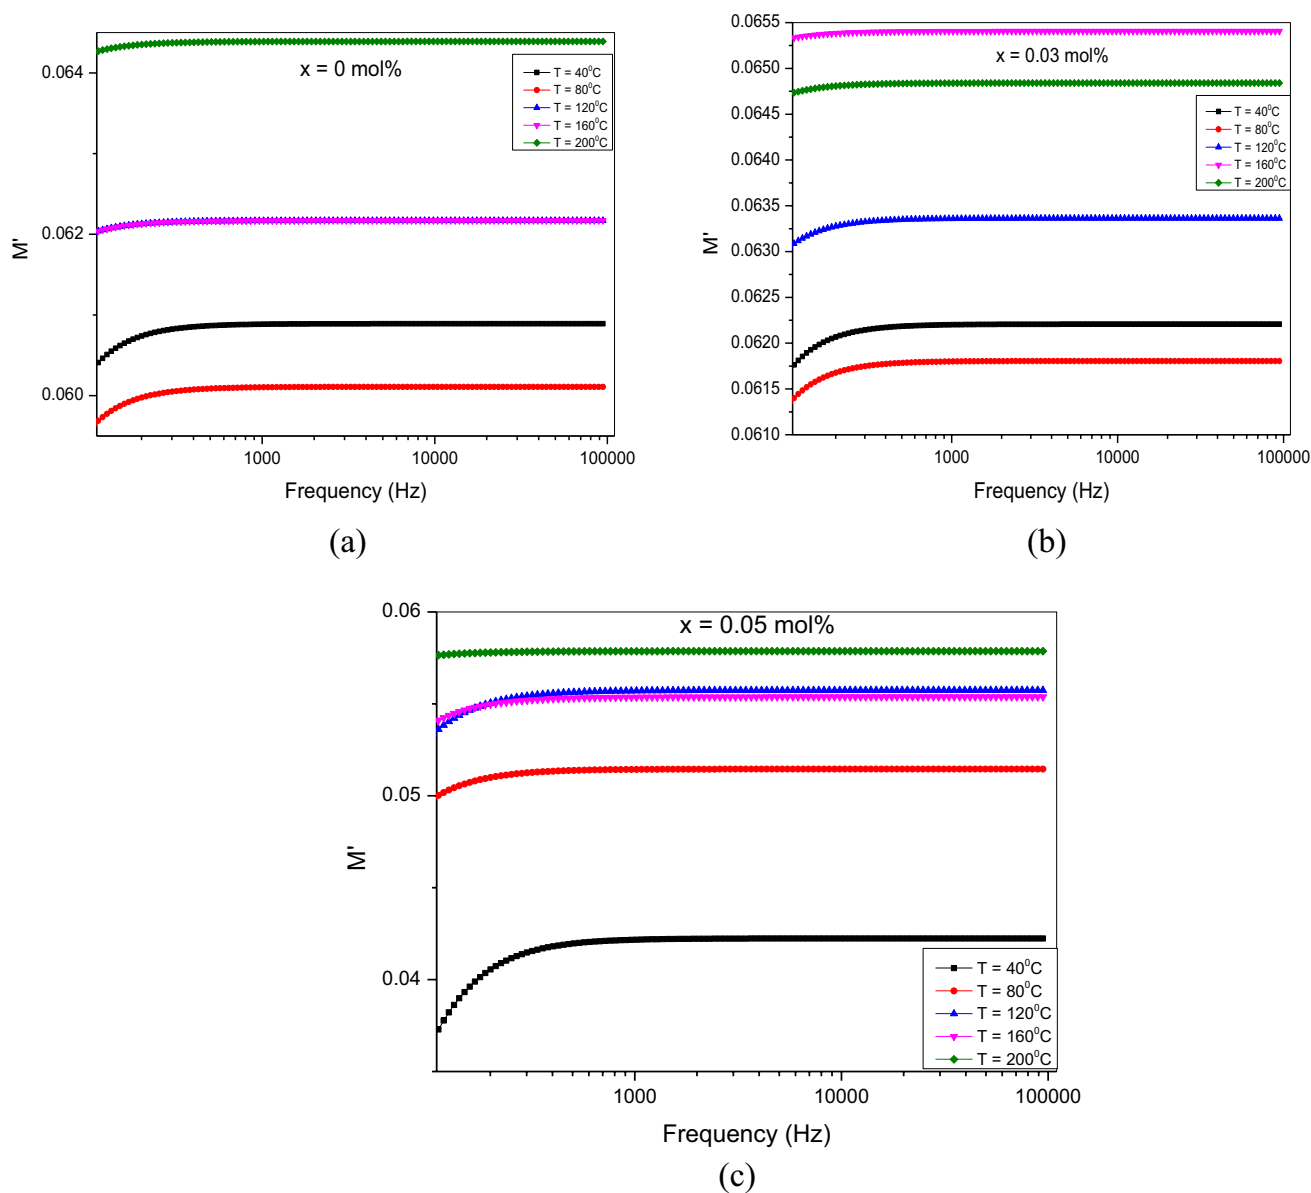 0.064
0.062
0.060
M'
x = 0 mol%
T = 40⁰C
T = 80⁰C
T = 120⁰C
T = 160⁰C
T = 200⁰C
1000 10000 100000
Frequency (Hz)
(a)
0.0655
0.0650
0.0645
0.0640
0.0635
0.0630
0.0625
0.0620
0.0615
0.0610
M'
x = 0.03 mol%
T = 40⁰C
T = 80⁰C
T = 120⁰C
T = 160⁰C
T = 200⁰C
1000 10000 100000
Frequency (Hz)
(b)
0.06
0.05
0.04
M'
x = 0.05 mol%
T = 40⁰C
T = 80⁰C
T = 120⁰C
T = 160⁰C
T = 200⁰C
1000 10000 100000
Frequency (Hz)
(c)